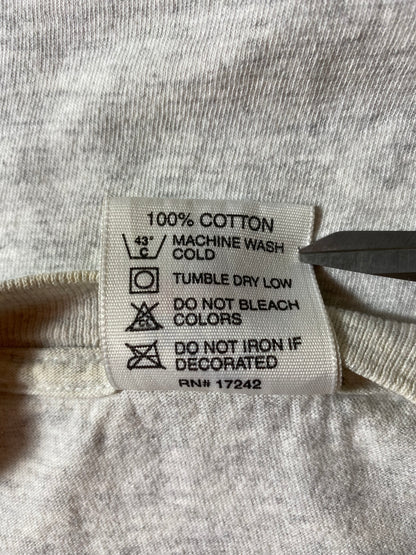 100% COTTON
43° C MACHINE WASH
COLD
TUMBLE DRY LOW
CL DO NOT BLEACH
COLORS
DO NOT IRON IF
DECORATED
RN# 17242